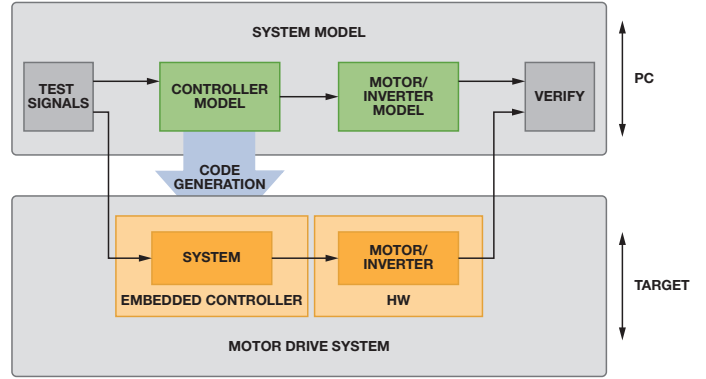 SYSTEM MODEL
TEST
SIGNALS
CONTROLLER
MODEL
MOTOR/
INVERTER
MODEL
VERIFY
PC
CODE
GENERATION
SYSTEM
MOTOR/
INVERTER
EMBEDDED CONTROLLER
HW
TARGET
MOTOR DRIVE SYSTEM